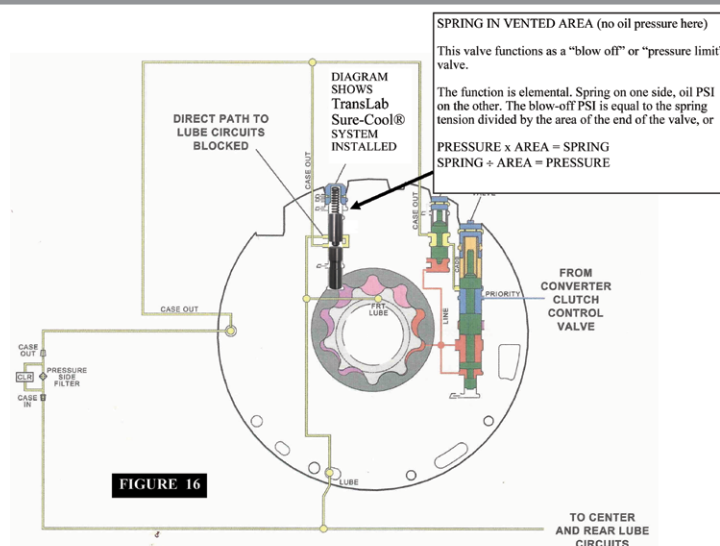 SPRING IN VENTED AREA (no oil pressure here)
This valve functions as a “blow off” or “pressure limit”
valve.
The function is elemental. Spring on one side, oil PSI
on the other. The blow-off PSI is equal to the spring
tension divided by the area of the end of the valve, or
PRESSURE x AREA = SPRING
SPRING ÷ AREA = PRESSURE
DIAGRAM
SHOWS
TransLab
Sure-Cool®
SYSTEM
INSTALLED
DIRECT PATH TO
LUBE CIRCUITS
BLOCKED
CASE OUT
CASE OUT
VALVE
PRIORITY
FROM
CONVERTER
CLUTCH
CONTROL
VALVE
FRT
LUBE
LINE
CASE OUT
CASE
OUT
CLR
PRESSURE
SIDE
FILTER
CASE
IN
FIGURE 16
LUBE
TO CENTER
AND REAR LUBE
CIRCUITS